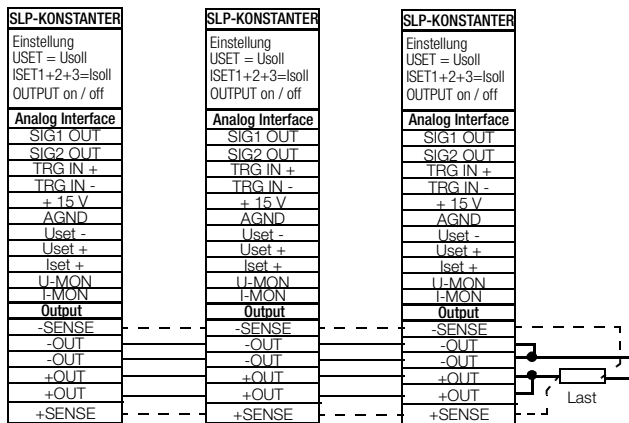 SLP-KONSTANTER
Einstellung
USET = Usoll
ISET1+2+3=Isoll
OUTPUT on / off
Analog Interface
SIG1 OUT
SIG2 OUT
TRG IN +
TRG IN -
+ 15 V
AGND
Uset -
Uset +
Iset +
U-MON
I-MON
Output
-SENSE
-OUT
-OUT
+OUT
+OUT
+SENSE
SLP-KONSTANTER
Einstellung
USET = Usoll
ISET1+2+3=Isoll
OUTPUT on / off
Analog Interface
SIG1 OUT
SIG2 OUT
TRG IN +
TRG IN -
+ 15 V
AGND
Uset -
Uset +
Iset +
U-MON
I-MON
Output
-SENSE
-OUT
-OUT
+OUT
+OUT
+SENSE
SLP-KONSTANTER
Einstellung
USET = Usoll
ISET1+2+3=Isoll
OUTPUT on / off
Analog Interface
SIG1 OUT
SIG2 OUT
TRG IN +
TRG IN -
+ 15 V
AGND
Uset -
Uset +
Iset +
U-MON
I-MON
Output
-SENSE
-OUT
-OUT
+OUT
+OUT
+SENSE
Last